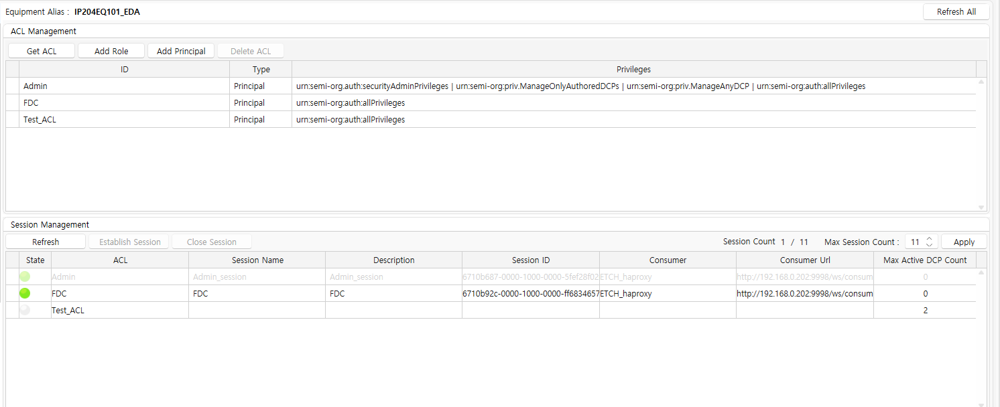 Equipment Alias : IP204EQ101_EDA Refresh All
ACL Management
Get ACL Add Role Add Principal Delete ACL
ID Type Privileges
Admin Principal urn:semi-org.auth:securityAdminPrivileges | urn:semi-org:priv.ManageOnlyAuthoredDCPs | urn:semi-org:priv.ManageAnyDCP | urn:semi-org:auth:allPrivileges
FDC Principal urn:semi-org:auth:allPrivileges
Test_ACL Principal urn:semi-org:auth:allPrivileges
Session Management
Refresh Establish Session Close Session Session Count 1 / 11 Max Session Count : 11 Apply
State ACL Session Name Description Session ID Consumer Consumer Url Max Active DCP Count
Admin Admin_session Admin_session 6710b687-0000-1000-0000-5fef28f02 ETCH_haproxy http://192.168.0.202:9998/ws/consum 0
FDC FDC FDC 6710b92c-0000-1000-0000-ff6834657 ETCH_haproxy http://192.168.0.202:9998/ws/consum 0
Test_ACL 2